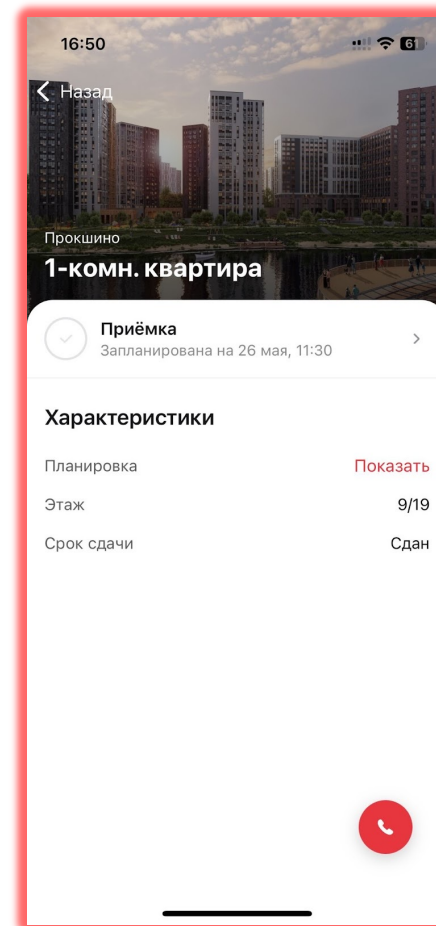 16:50
61
Назад
Прокшино
1-комн. квартира
Приёмка
Запланирована на 26 мая, 11:30
Характеристики
Планировка Показать
Этаж 9/19
Срок сдачи Сдан